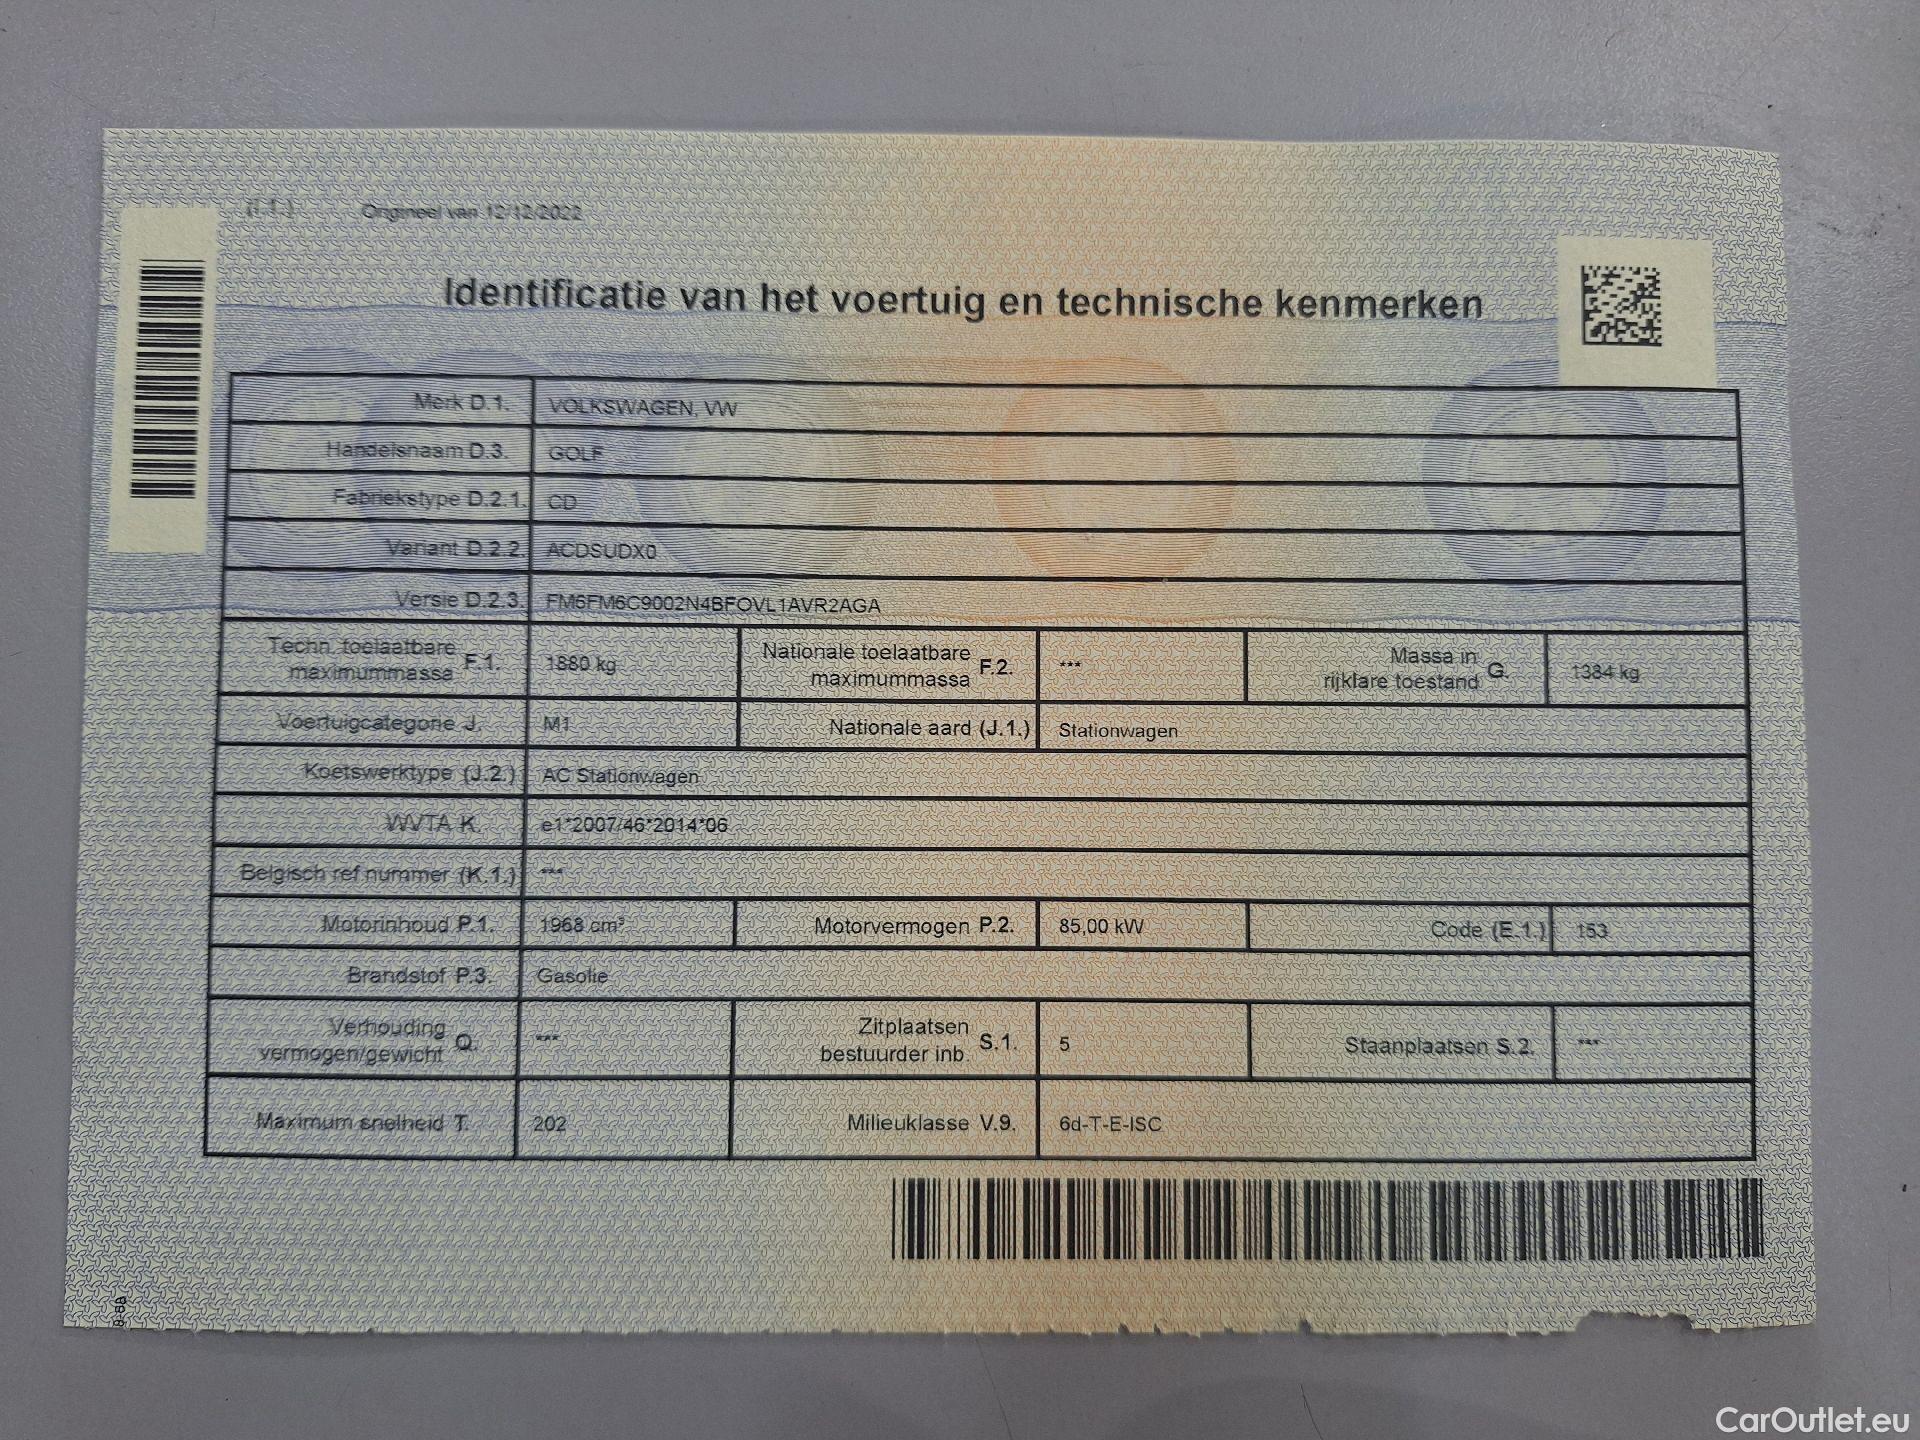 (I.1.) Origineel van 12/12/2022
Identificatie van het voertuig en technische kenmerken
Merk D.1. VOLKSWAGEN, VW
Handelsnaam D.3. GOLF
Fabriekstype D.2.1. CD
Variant D.2.2. ACDSUDX0
Versie D.2.3. FM6FM6C9002N4BFOVL1AVR2AGA
Techn. toelaatbare maximummassa F.1. 1880 kg Nationale toelaatbare maximummassa F.2. *** Massa in rijklare toestand G. 1384 kg
Voertuigcategorie J. M1 Nationale aard (J.1.) Stationwagen
Koetswerktype (J.2.) AC Stationwagen
WVTA K. e1*2007/46*2014*06
Belgisch ref nummer (K.1.) ***
Motorinhoud P.1. 1968 cm³ Motorvermogen P.2. 85,00 kW Code (E.1.) 153
Brandstof P.3. Gasolie
Verhouding vermogen/gewicht Q. *** Zitplaatsen bestuurder inb. S.1. 5 Staanplaatsen S.2. ***
Maximum snelheid T. 202 Milieuklasse V.9. 6d-T-E-ISC
CarOutlet.eu